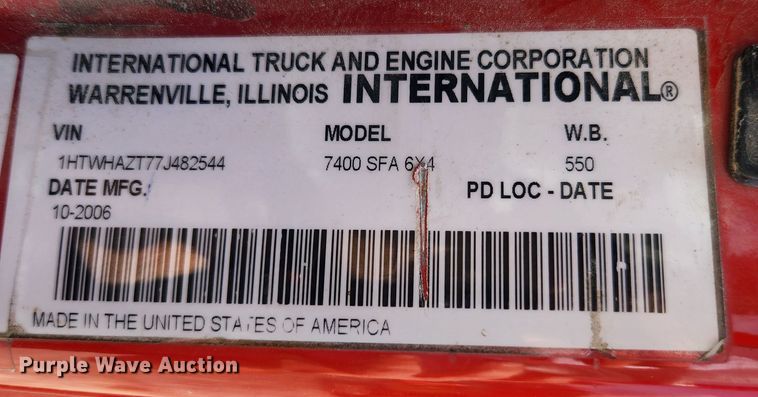 INTERNATIONAL TRUCK AND ENGINE CORPORATION
WARRENVILLE, ILLINOIS INTERNATIONAL®
VIN MODEL W.B.
1HTWHAZT77J482544 7400 SFA 6X4 550
DATE MFG. PD LOC - DATE
10-2006
MADE IN THE UNITED STATES OF AMERICA
Purple Wave Auction